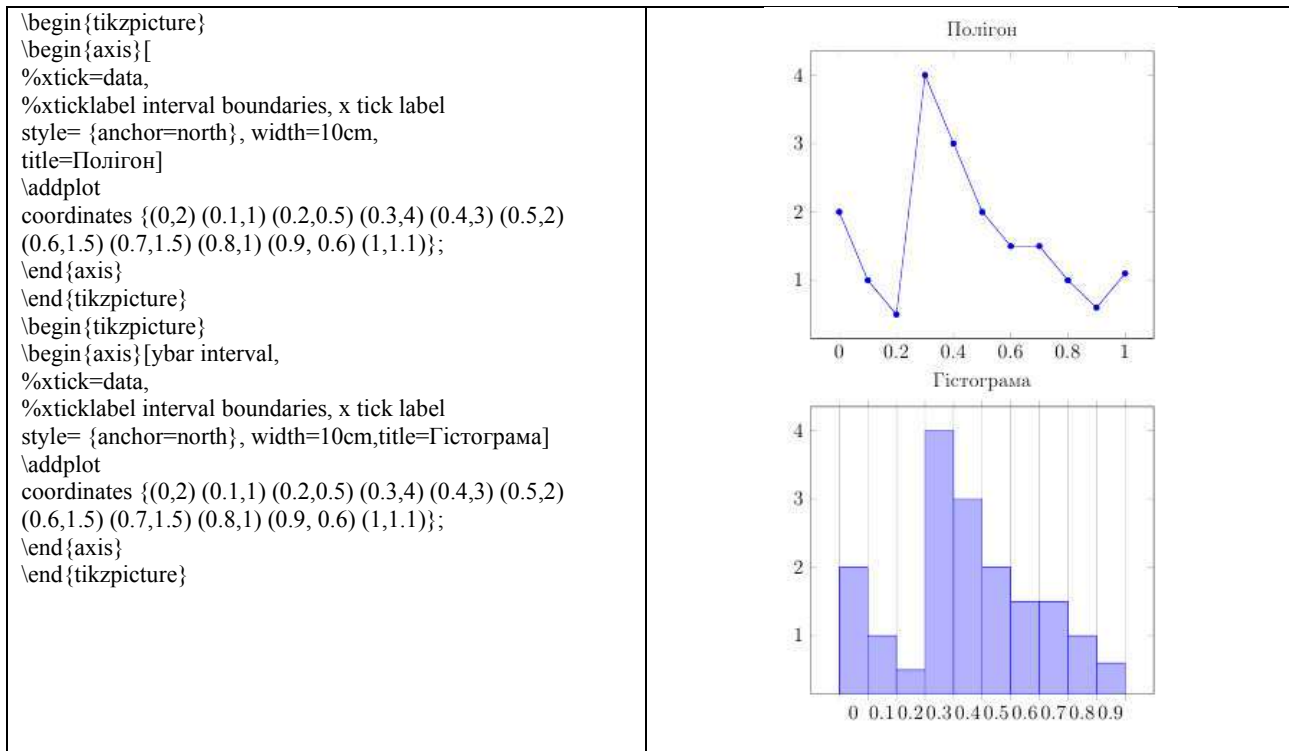 \begin{tikzpicture}
\begin{axis}[
%xtick=data,
%xticklabel interval boundaries, x tick label
style= {anchor=north}, width=10cm,
title=Полігон]
\addplot
coordinates {(0,2) (0.1,1) (0.2,0.5) (0.3,4) (0.4,3) (0.5,2)
(0.6,1.5) (0.7,1.5) (0.8,1) (0.9, 0.6) (1,1.1)};
\end{axis}
\end{tikzpicture}
\begin{tikzpicture}
\begin{axis}[ybar interval,
%xtick=data,
%xticklabel interval boundaries, x tick label
style= {anchor=north}, width=10cm,title=Гістограма]
\addplot
coordinates {(0,2) (0.1,1) (0.2,0.5) (0.3,4) (0.4,3) (0.5,2)
(0.6,1.5) (0.7,1.5) (0.8,1) (0.9, 0.6) (1,1.1)};
\end{axis}
\end{tikzpicture}
Полігон
4
3
2
1
0 0.2 0.4 0.6 0.8 1
Гістограма
4
3
2
1
0 0.1 0.2 0.3 0.4 0.5 0.6 0.7 0.8 0.9